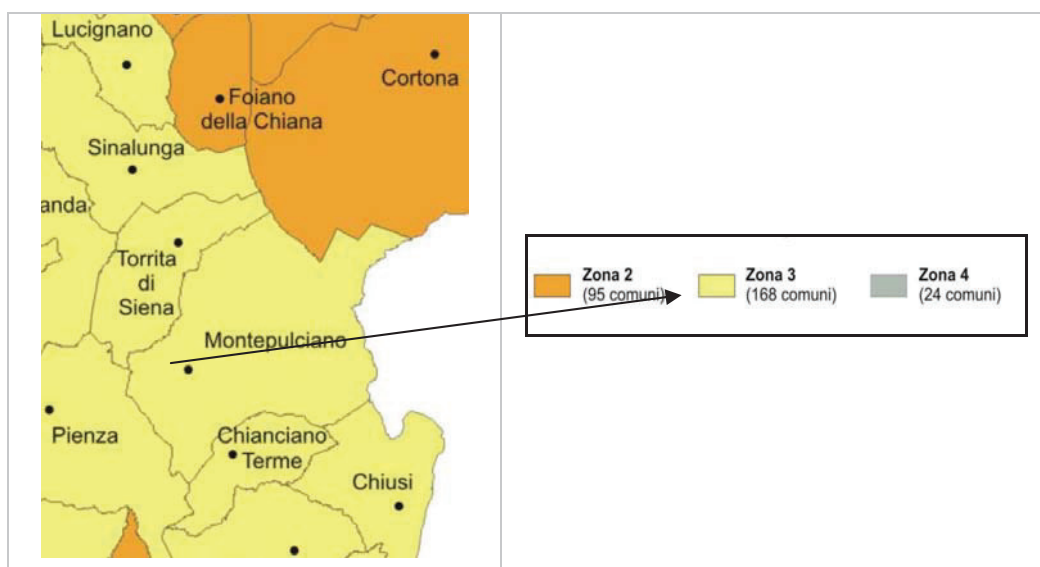 Lucignano
Cortona
Foiano
della Chiana
Sinalunga
anda
Torrita
di
Siena
Montepulciano
Pienza
Chianciano
Terme
Chiusi
Zona 2
(95 comuni)
Zona 3
(168 comuni)
Zona 4
(24 comuni)